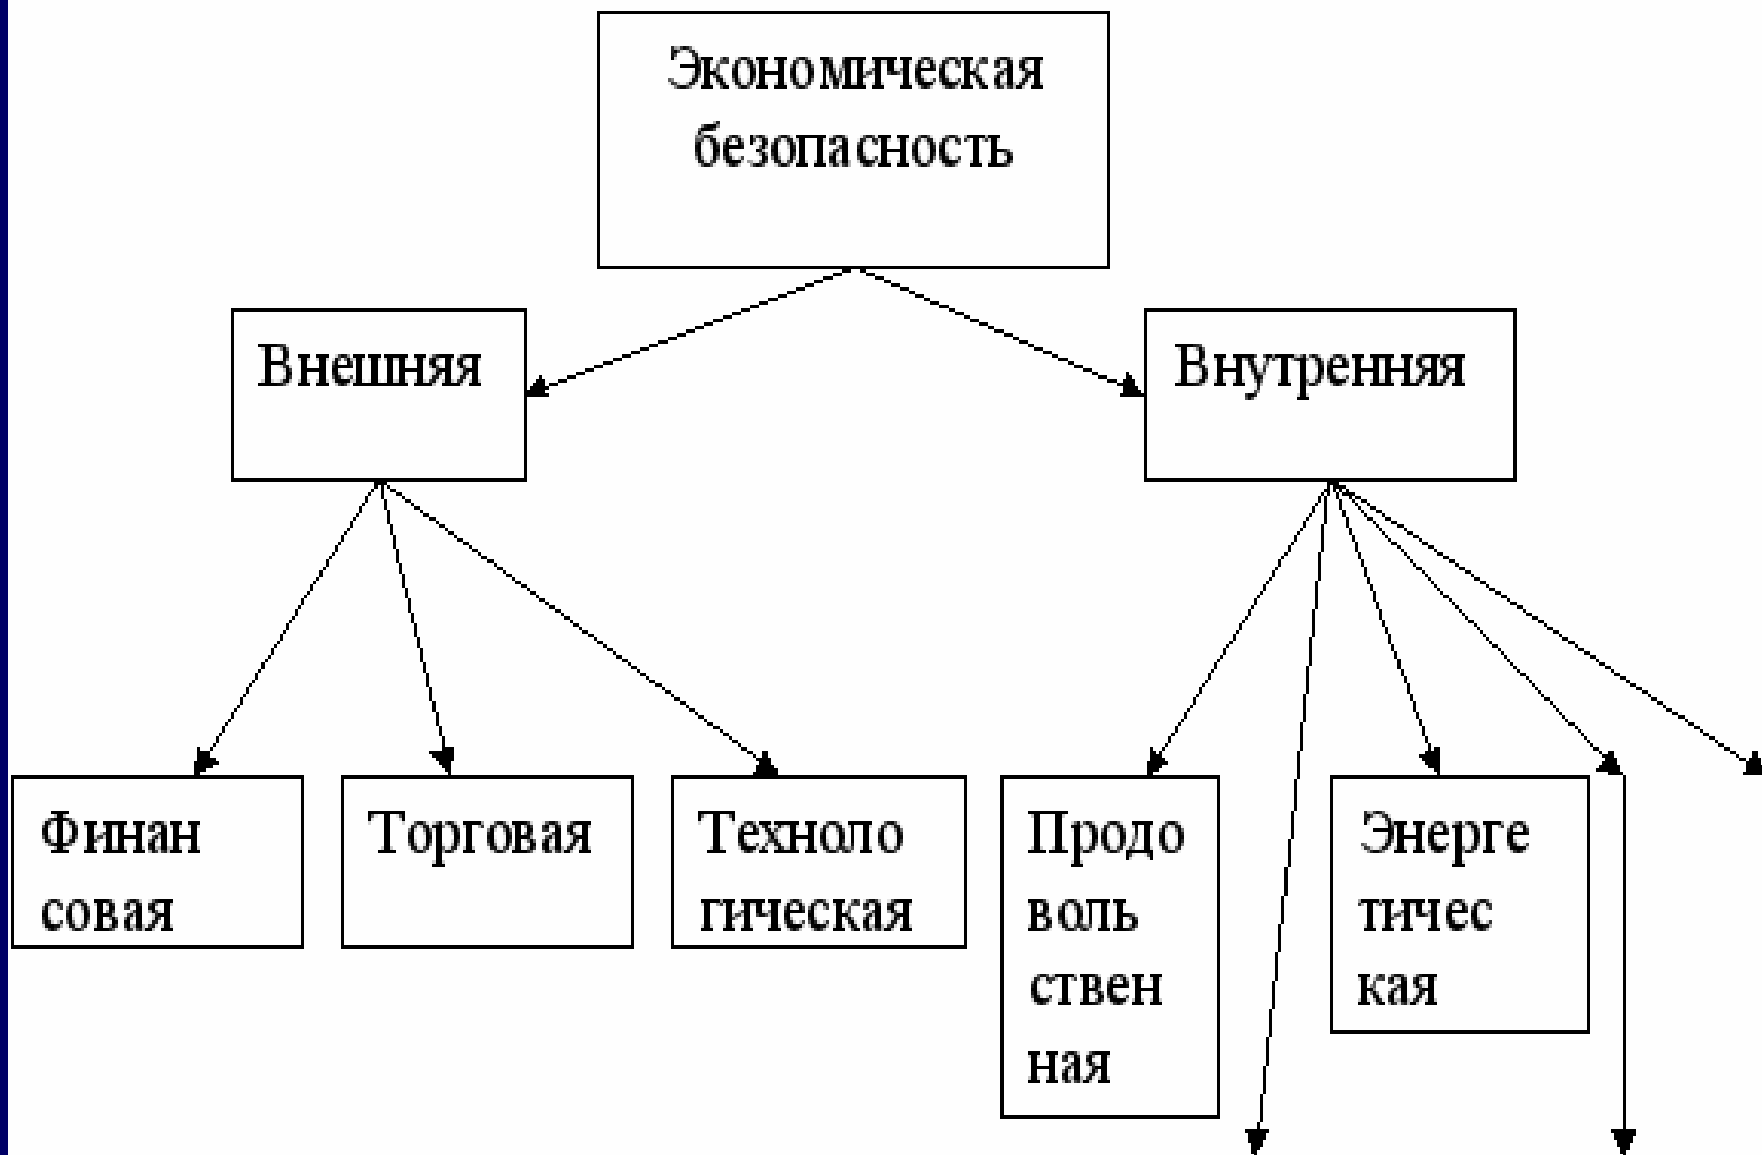 Экономическая
безопасность
Внешняя
Внутренняя
Финан
совая
Торговая
Техноло
гическая
Продо
воль
ствен
ная
Энерге
тичес
кая